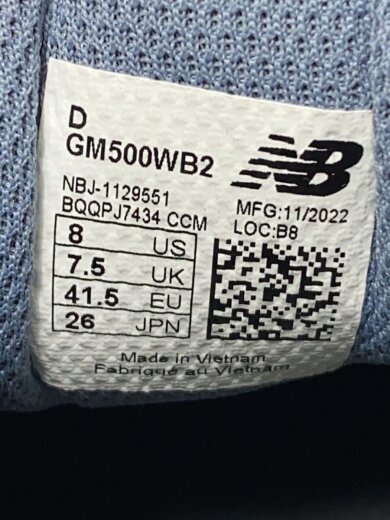 D
GM500WB2
NB
NBJ-1129551
BQQPJ7434 CCM
MFG:11/2022
LOC:B8
8 US
7.5 UK
41.5 EU
26 JPN
Made in Vietnam
Fabriqué au Vietnam